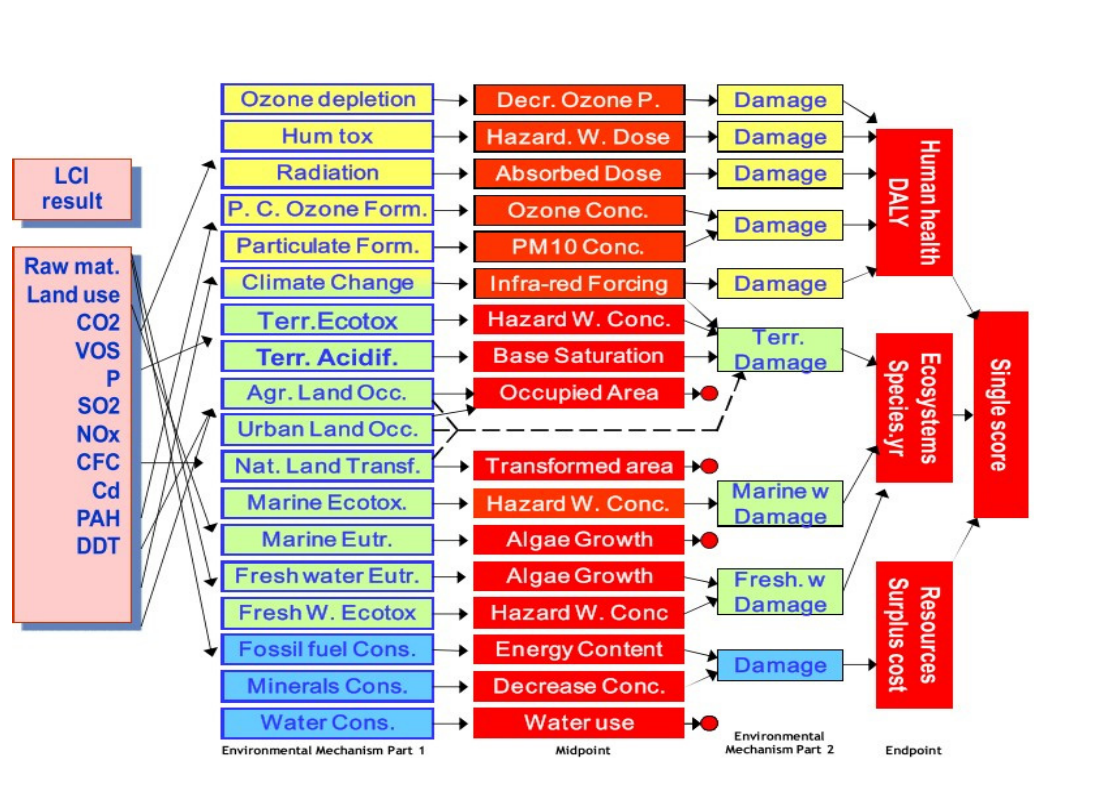 LCI
result
Raw mat.
Land use
CO2
VOS
P
SO2
NOx
CFC
Cd
PAH
DDT
Ozone depletion
Hum tox
Radiation
P. C. Ozone Form.
Particulate Form.
Climate Change
Terr.Ecotox
Terr. Acidif.
Agr. Land Occ.
Urban Land Occ.
Nat. Land Transf.
Marine Ecotox.
Marine Eutr.
Fresh water Eutr.
Fresh W. Ecotox
Fossil fuel Cons.
Minerals Cons.
Water Cons.
Environmental Mechanism Part 1
Decr. Ozone P.
Hazard. W. Dose
Absorbed Dose
Ozone Conc.
PM10 Conc.
Infra-red Forcing
Hazard W. Conc.
Base Saturation
Occupied Area
Transformed area
Hazard W. Conc.
Algae Growth
Algae Growth
Hazard W. Conc
Energy Content
Decrease Conc.
Water use
Midpoint
Damage
Damage
Damage
Damage
Damage
Terr.
Damage
Marine w
Damage
Fresh. w
Damage
Damage
Environmental
Mechanism Part 2
Human health
DALY
Ecosystems
Species.yr
Resources
Surplus cost
Endpoint
Single score